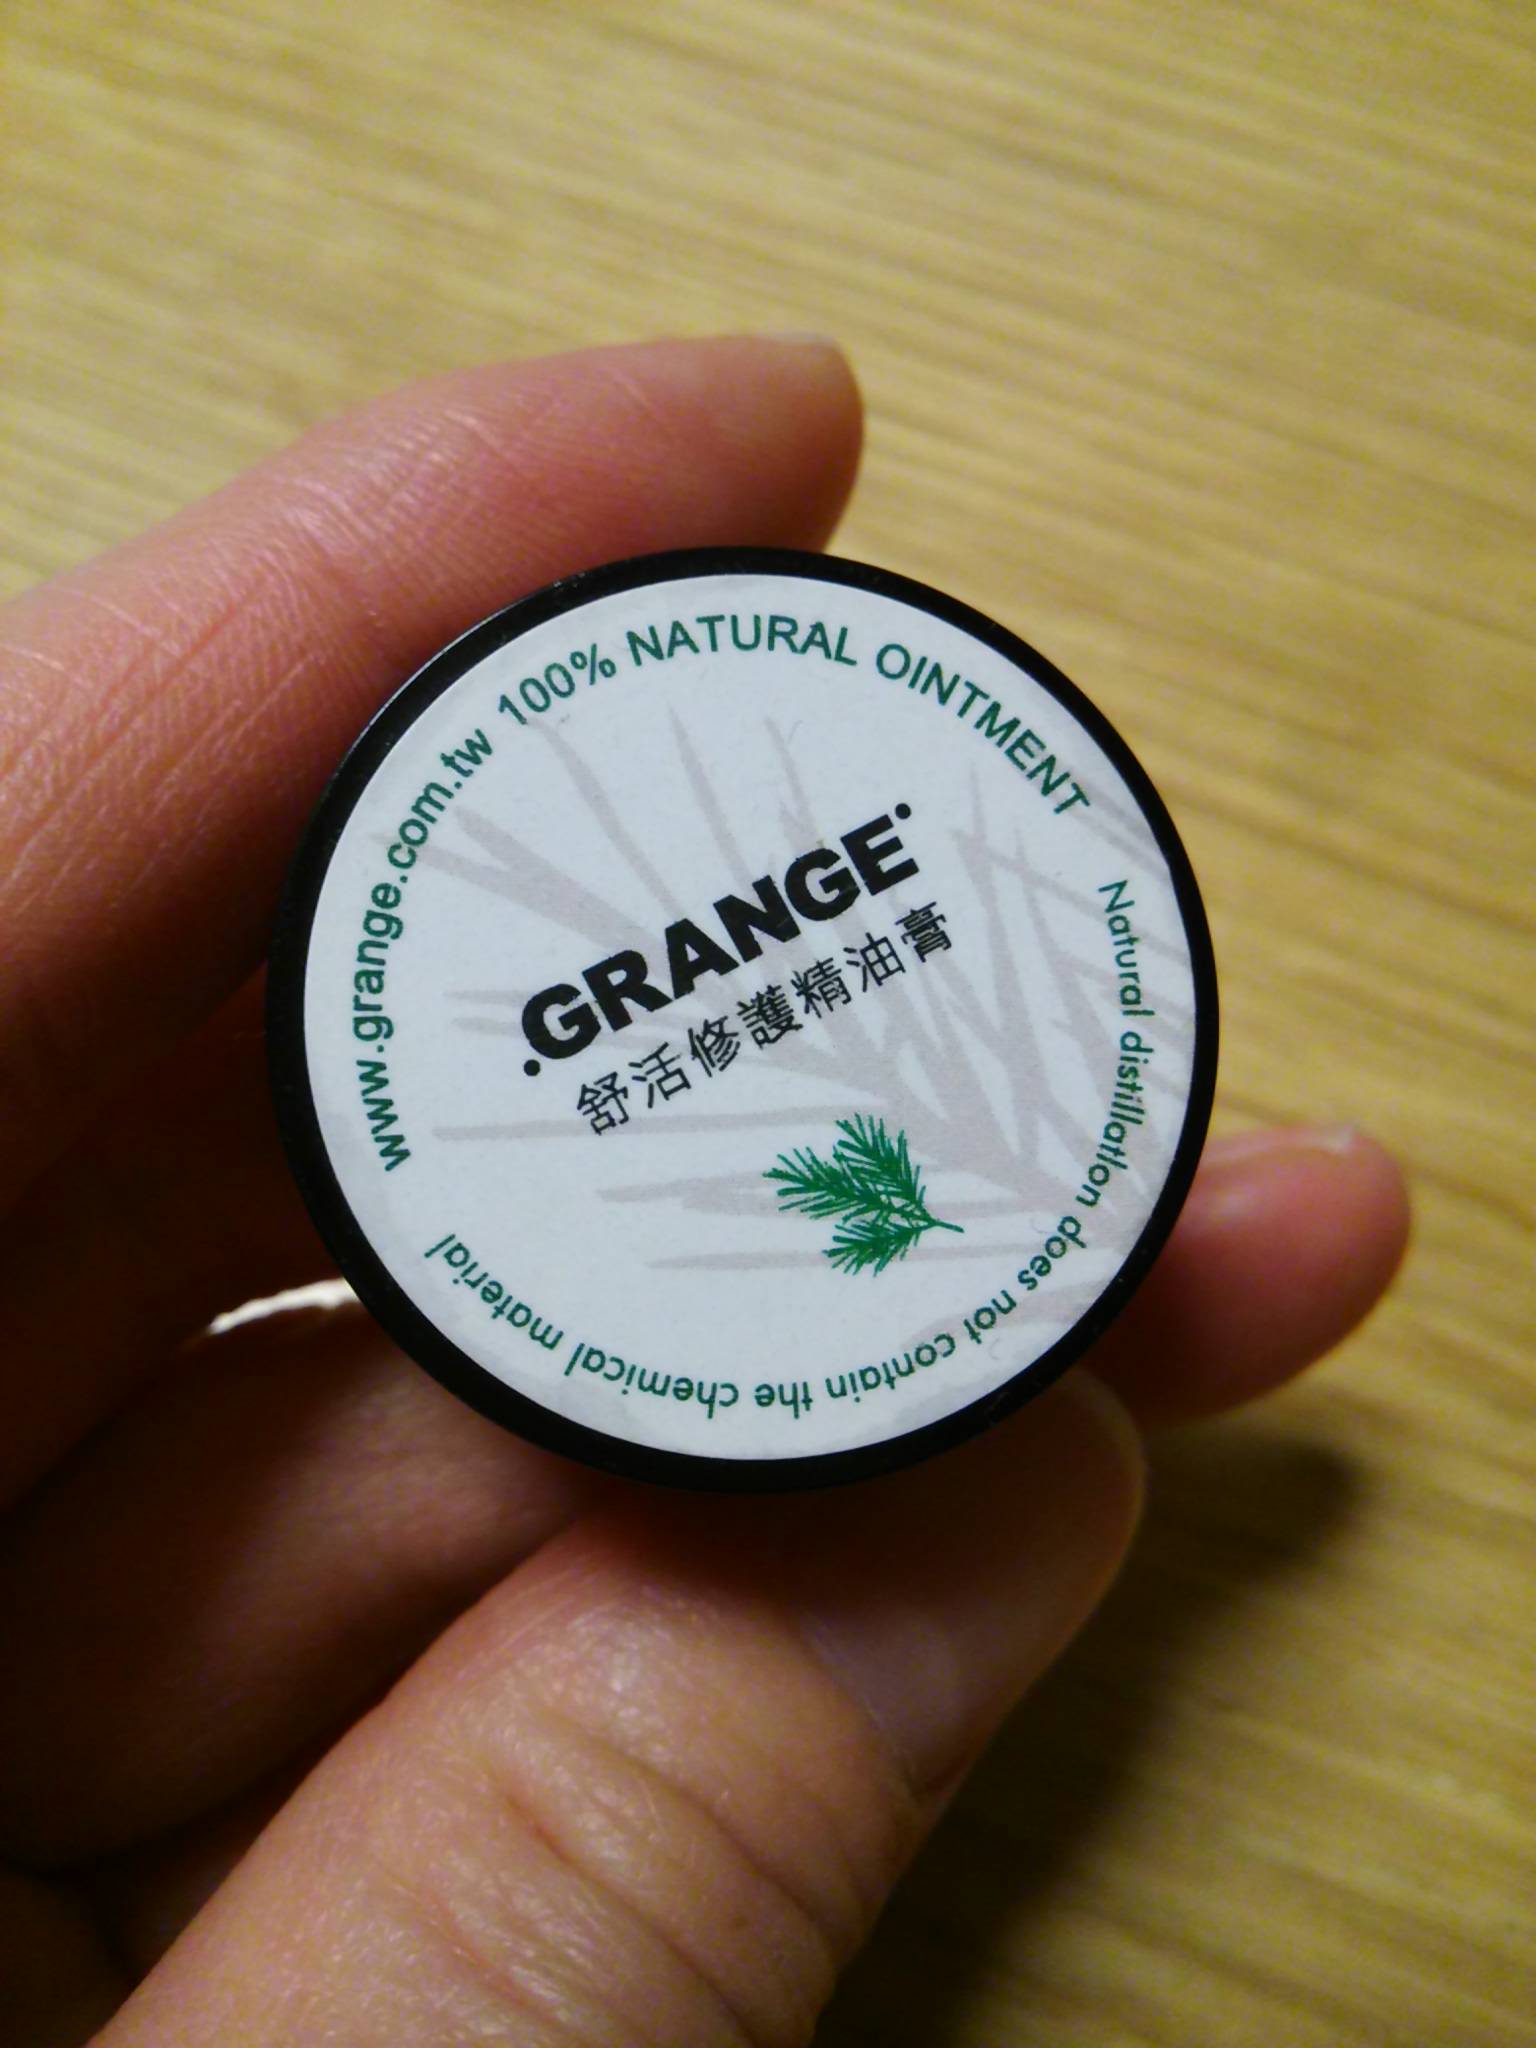 www.grange.com.tw 100% NATURAL OINTMENT
.GRANGE.
舒活修護精油膏
Natural distillation does not contain the chemical material